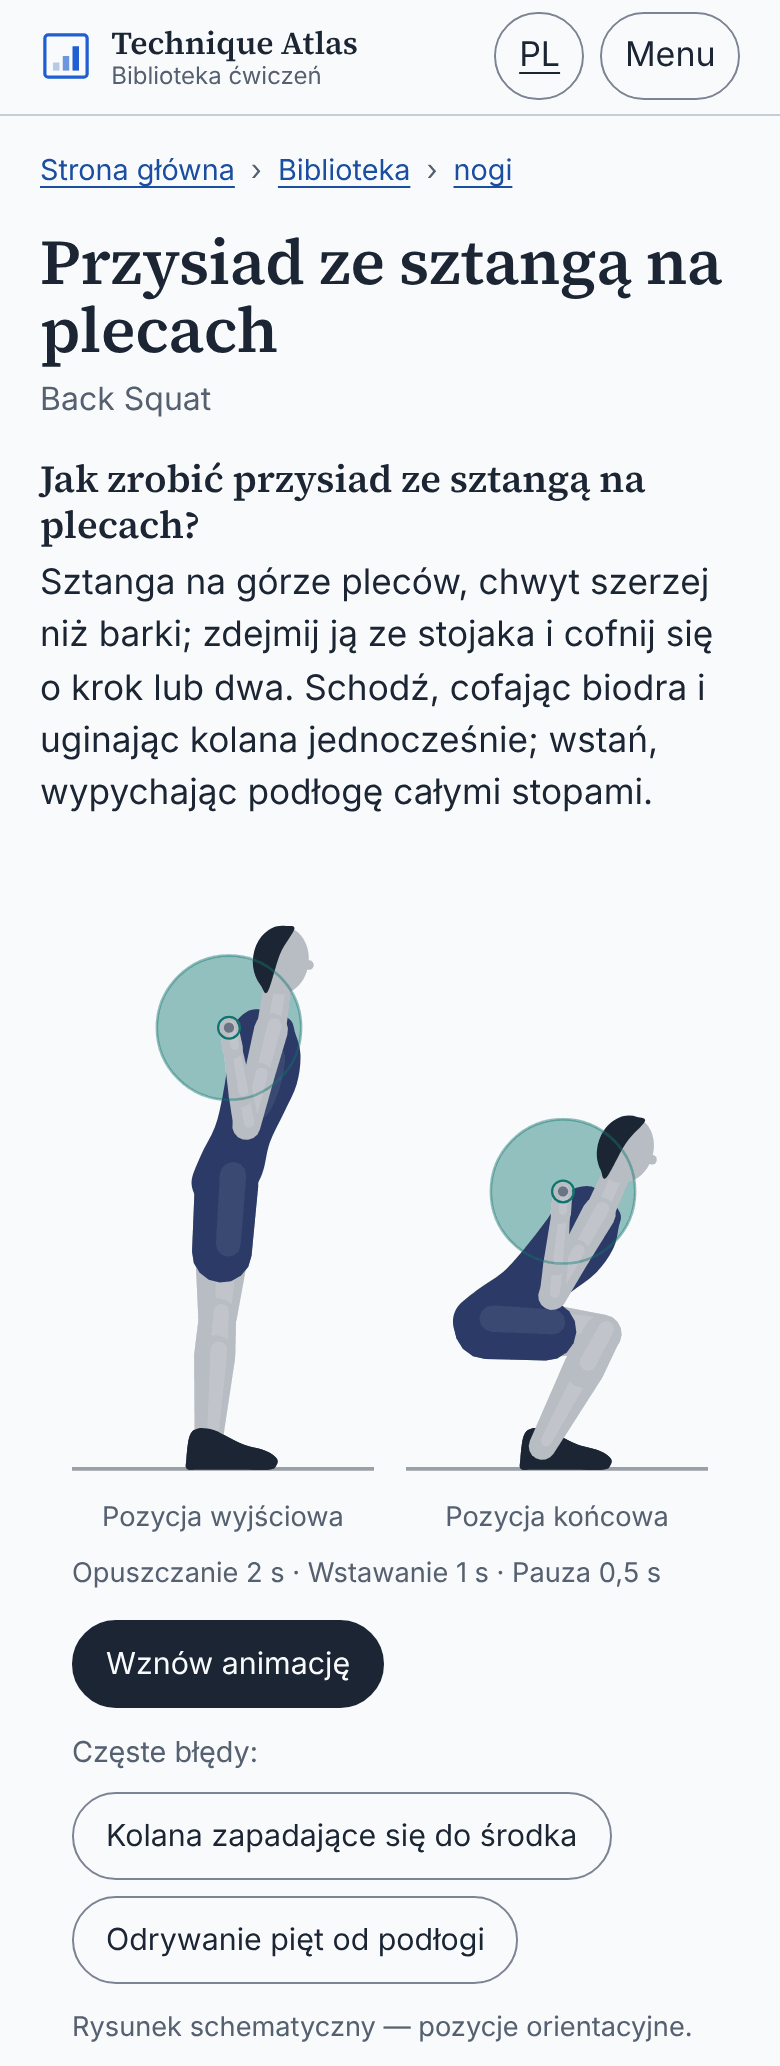 Technique Atlas
Biblioteka ćwiczeń
PL
Menu
Strona główna › Biblioteka › nogi
Przysiad ze sztangą na
plecach
Back Squat
Jak zrobić przysiad ze sztangą na
plecach?
Sztanga na górze pleców, chwyt szerzej
niż barki; zdejmij ją ze stojaka i cofnij się
o krok lub dwa. Schodź, cofając biodra i
uginając kolana jednocześnie; wstań,
wypychając podłogę całymi stopami.
Pozycja wyjściowa
Pozycja końcowa
Opuszczanie 2 s · Wstawanie 1 s · Pauza 0,5 s
Wznów animację
Częste błędy:
Kolana zapadające się do środka
Odrywanie pięt od podłogi
Rysunek schematyczny — pozycje orientacyjne.